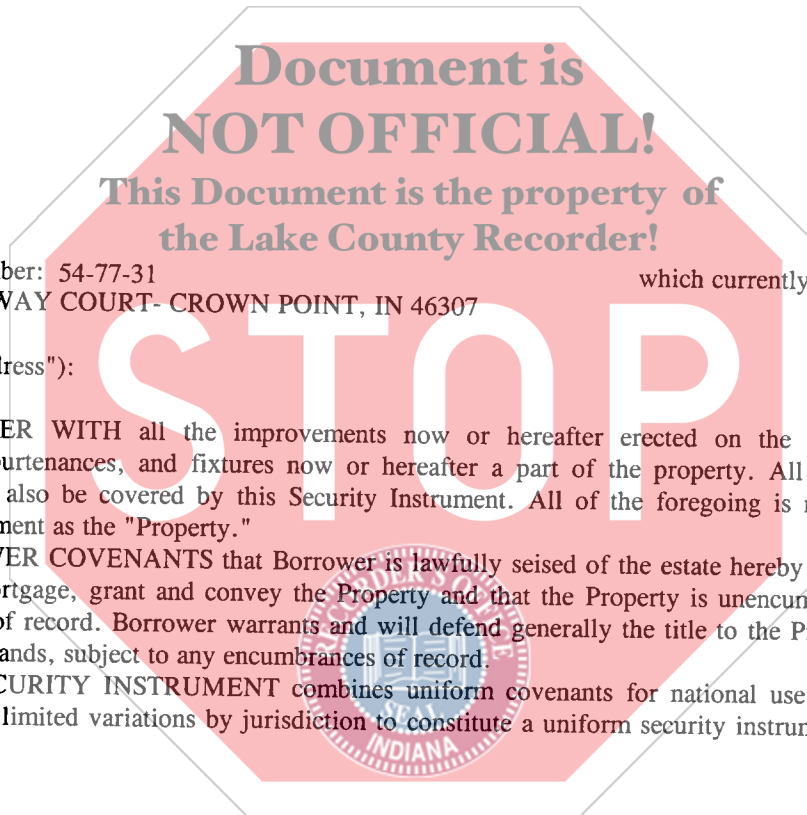 Document is
NOT OFFICIAL!
This Document is the property of
the Lake County Recorder!
ber: 54-77-31 which currently
WAY COURT- CROWN POINT, IN 46307
dress"):
STOP
ER WITH all the improvements now or hereafter erected on the
urtenances, and fixtures now or hereafter a part of the property. All
also be covered by this Security Instrument. All of the foregoing is
ment as the "Property."
VER COVENANTS that Borrower is lawfully seised of the estate hereby
rtgage, grant and convey the Property and that the Property is unencum
of record. Borrower warrants and will defend generally the title to the P
ands, subject to any encumbrances of record.
CURITY INSTRUMENT combines uniform covenants for national use
limited variations by jurisdiction to constitute a uniform security instrum
RECORDER'S OFFICE
SEAL
INDIANA